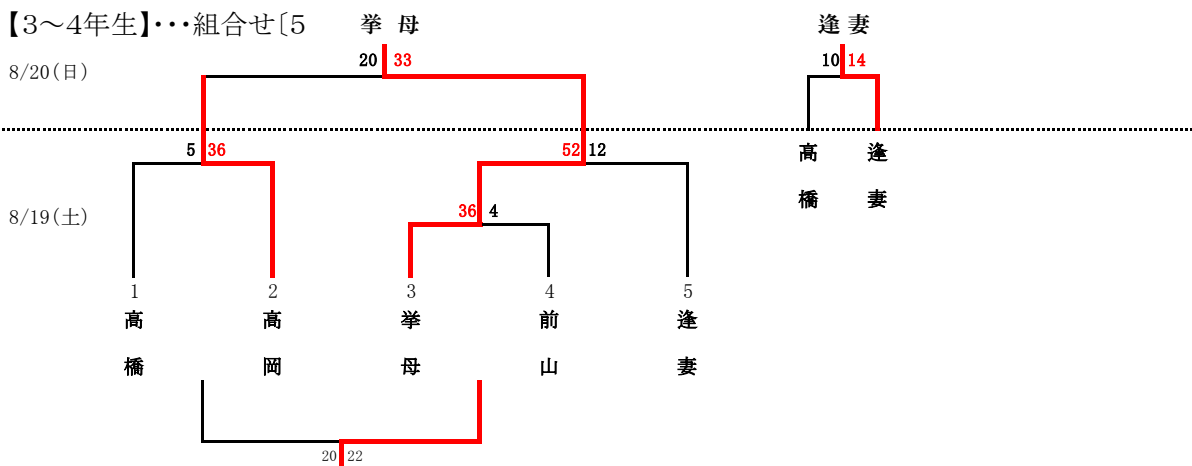 【3～4年生】･･･組合せ〔5
挙 母
逢 妻
20 33
10 14
8/20(日)
5 36
52 12
高橋
逢妻
8/19(土)
36 4
1 2 3 4 5
高橋
高岡
挙母
前山
逢妻
20 22